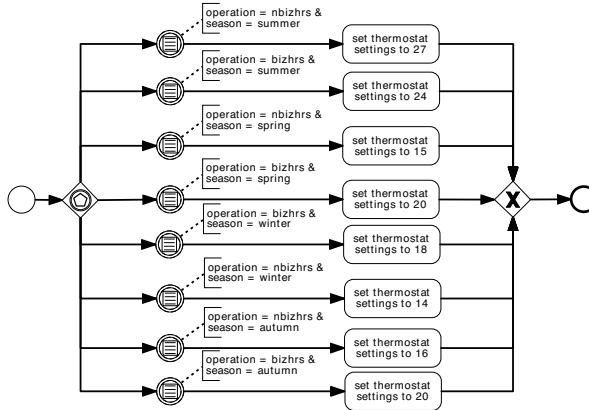 operation = nbizhrs &
season = summer
set thermostat
settings to 27
operation = bizhrs &
season = summer
set thermostat
settings to 24
operation = nbizhrs &
season = spring
set thermostat
settings to 15
operation = bizhrs &
season = spring
set thermostat
settings to 20
X
operation = bizhrs &
season = winter
set thermostat
settings to 18
operation = nbizhrs &
season = winter
set thermostat
settings to 14
operation = nbizhrs &
season = autumn
set thermostat
settings to 16
operation = bizhrs &
season = autumn
set thermostat
settings to 20